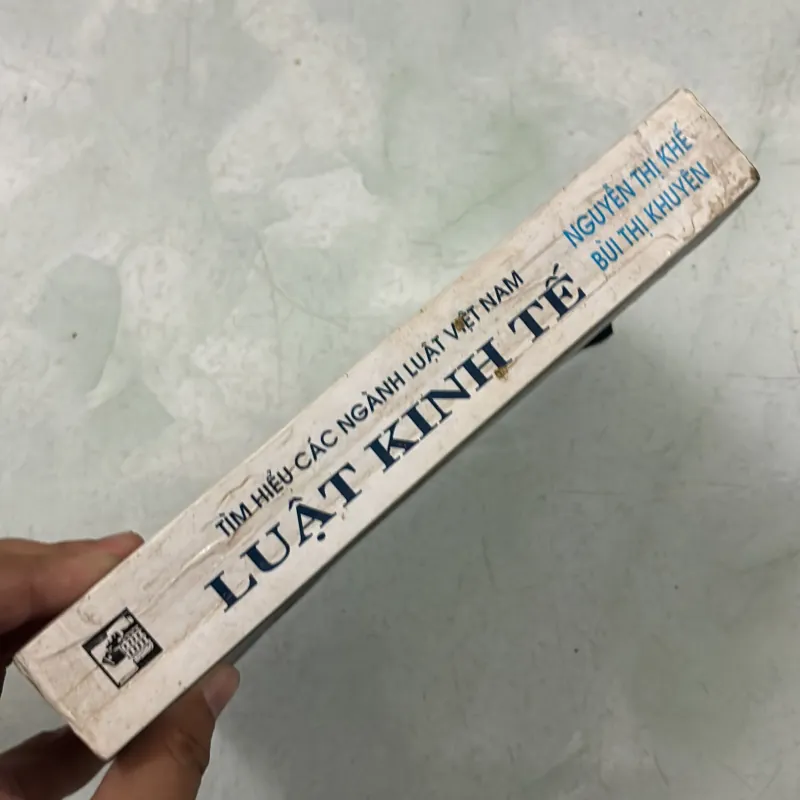 TÌM HIỂU CÁC NGÀNH LUẬT VIỆT NAM
LUẬT KINH TẾ
NGUYỄN THỊ KHẾ
BÙI THỊ KHUYÊN